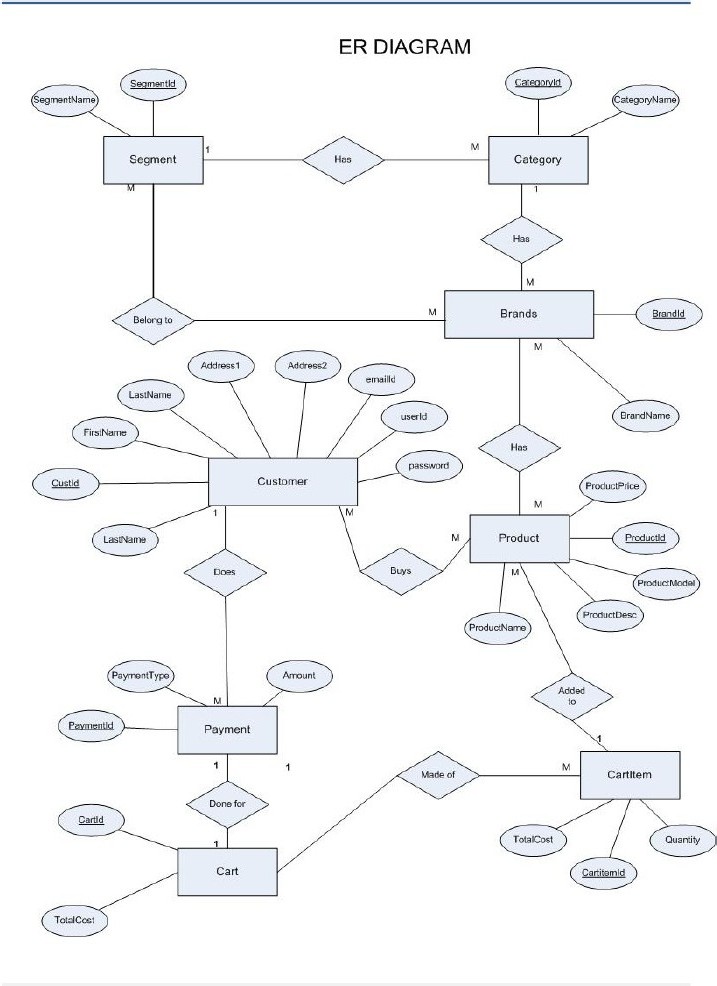 ER DIAGRAM
SegmentId
CategoryId
SegmentName
CategoryName
Segment
1
Has
M
Category
M
1
Has
M
Belong to
M
Brands
BrandId
M
BrandName
Address1
Address2
emailId
LastName
userId
FirstName
Has
password
Customer
CustId
ProductPrice
M
1
M
LastName
M
Product
ProductId
Does
Buys
M
ProductModel
ProductDesc
ProductName
PaymentType
Amount
Added
to
M
PaymentId
Payment
1
1
1
M
Made of
CartItem
Done for
CartId
1
TotalCost
Quantity
Cart
CartItemId
TotalCost